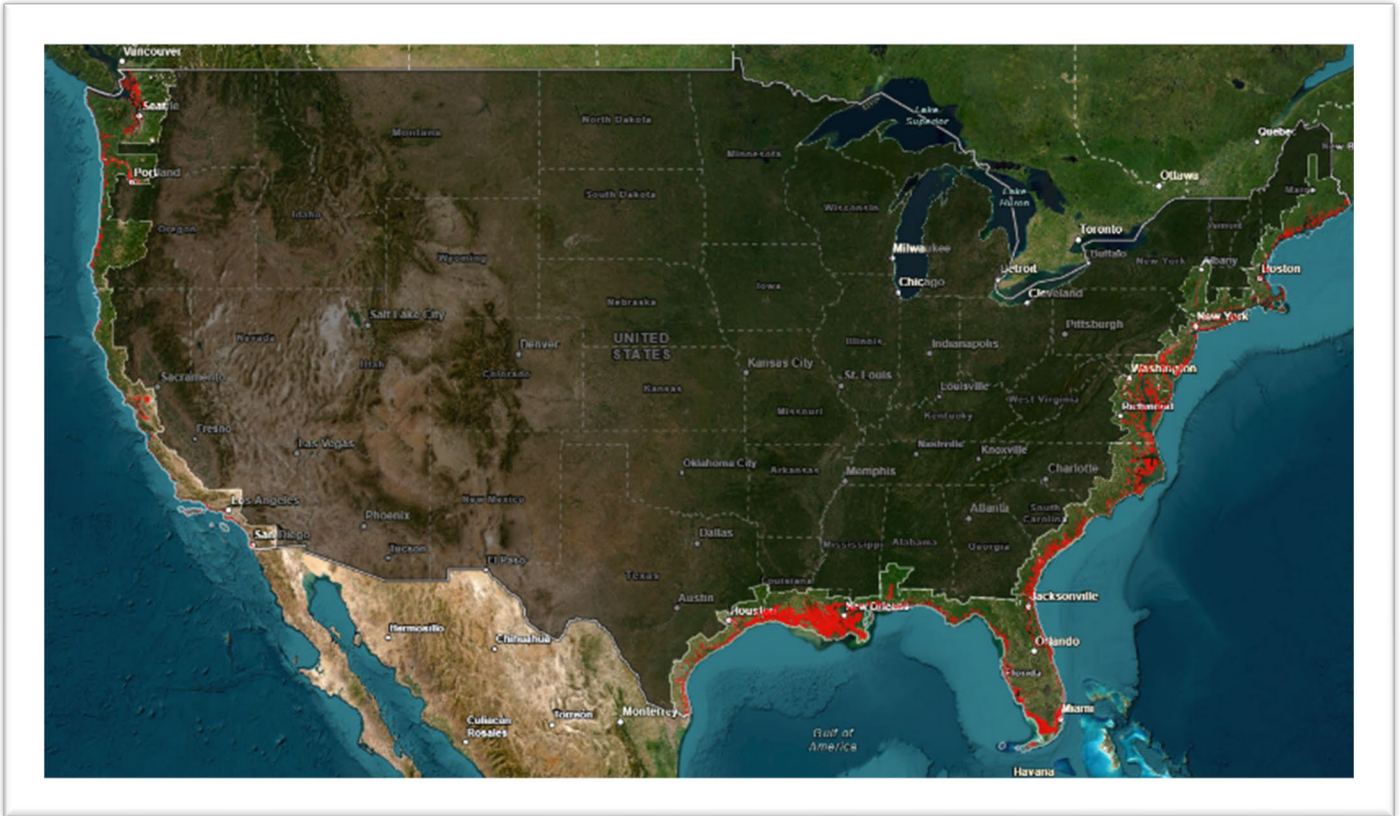 Vancouver
Seattle
Portland
Montana
North Dakota
Minnesota
Lake
Superior
Quebec
Ottawa
Maine
South Dakota
Wisconsin
Lake
Huron
Idaho
Oregon
Toronto
Vermont
Milwaukee
Buffalo
New York
Albany
Boston
Wyoming
Detroit
Chicago
Cleveland
Iowa
Nebraska
Salt Lake City
New York
Pittsburgh
Nevada
UNITED
STATES
Denver
Illinois
Indianapolis
Utah
Colorado
Kansas City
St. Louis
Washington
Sacramento
Kansas
Louisville
West Virginia
Missouri
Kentucky
Richmond
Fresno
Las Vegas
Nashville
Knoxville
Oklahoma City
Arkansas
Memphis
Charlotte
Los Angeles
New Mexico
Phoenix
Atlanta
South
Carolina
San Diego
Dallas
Tucson
El Paso
Mississippi
Alabama
Georgia
Texas
Louisiana
Austin
Houston
New Orleans
Jacksonville
Hermosillo
Chihuahua
Orlando
Florida
Monterrey
Torreón
Miami
Culiacán
Rosales
Gulf of
America
Havana